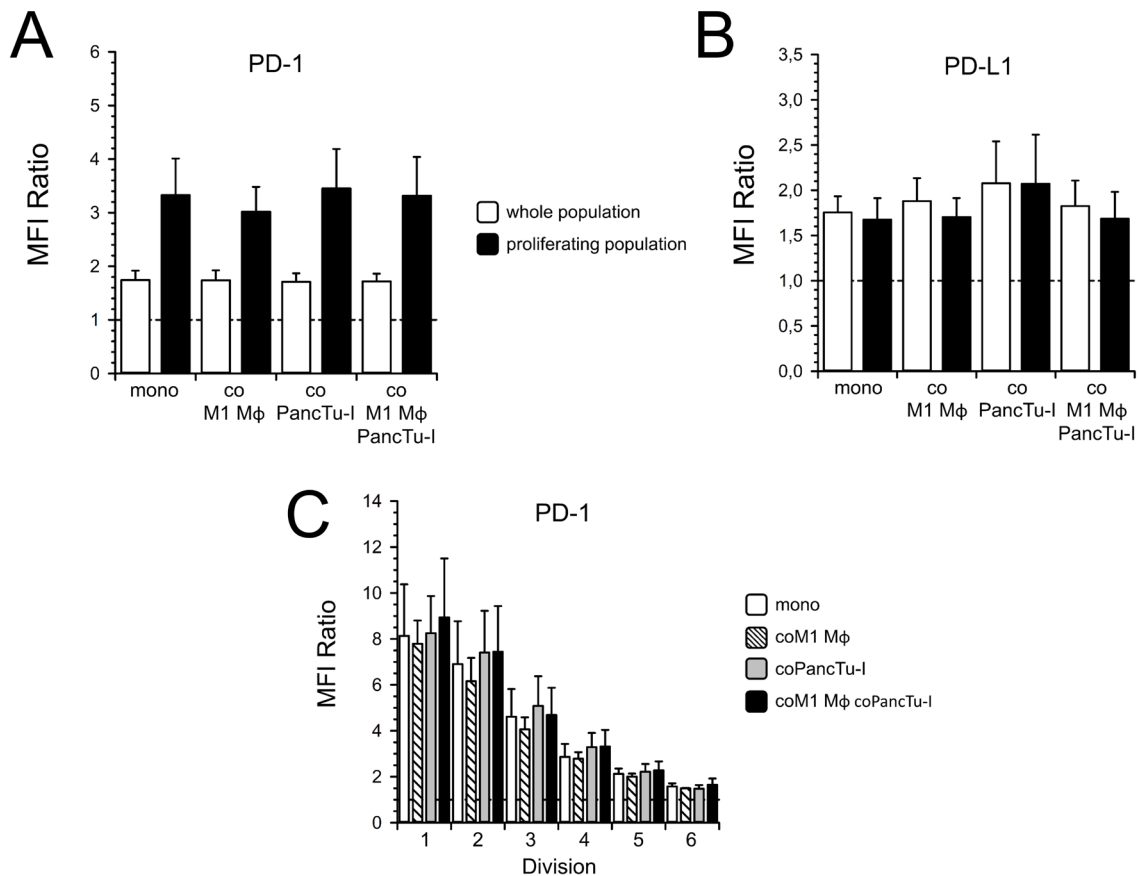 A
PD-1
MFI Ratio
6
5
4
3
2
1
0
mono
co
M1 Mϕ
co
PancTu-I
co
M1 Mϕ
PancTu-I
whole population
proliferating population
B
PD-L1
MFI Ratio
3,5
3,0
2,5
2,0
1,5
1,0
0,5
0,0
mono
co
M1 Mϕ
co
PancTu-I
co
M1 Mϕ
PancTu-I
C
PD-1
MFI Ratio
14
12
10
8
6
4
2
0
1 2 3 4 5 6
Division
mono
coM1 Mϕ
coPancTu-I
coM1 Mϕ coPancTu-I